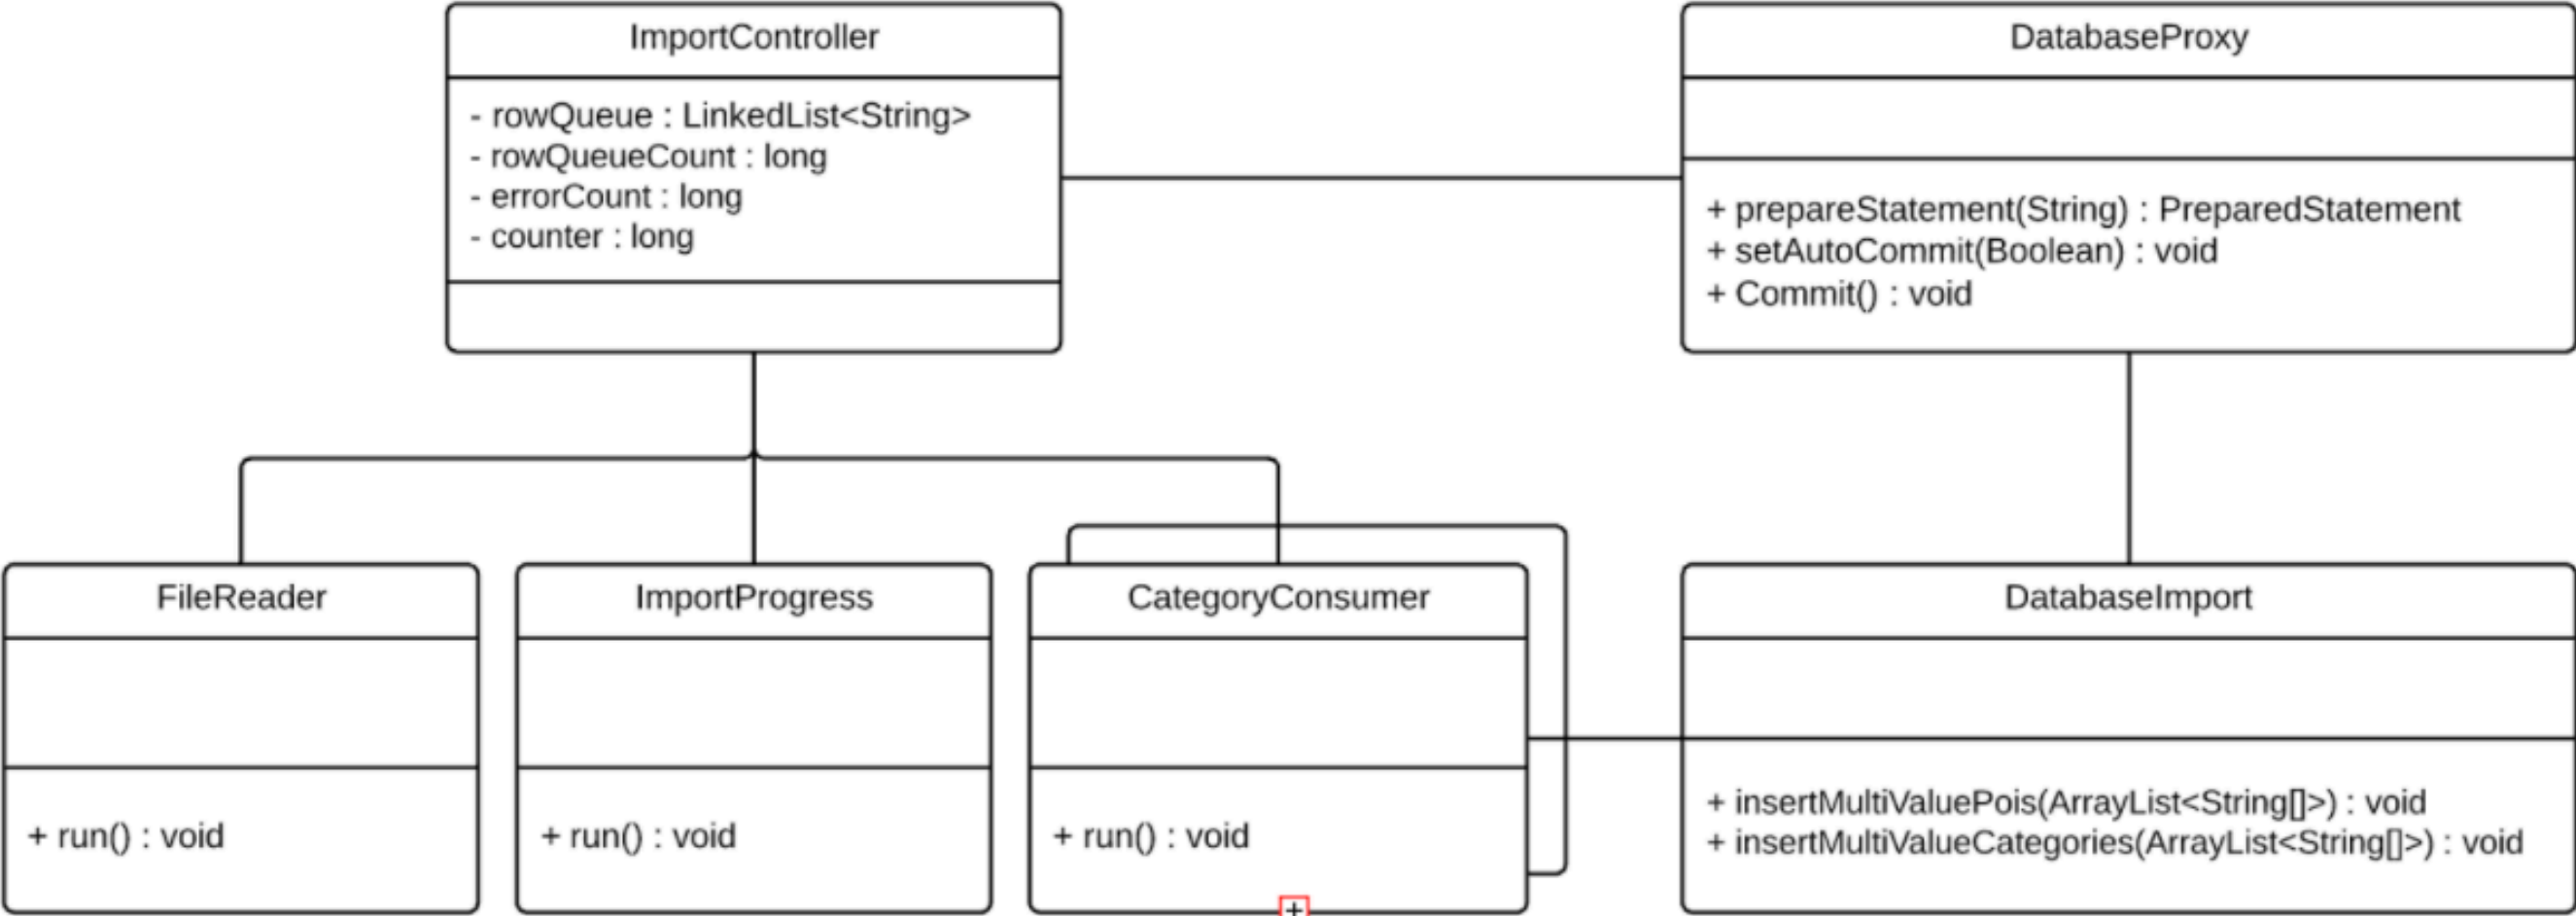 ImportController
- rowQueue : LinkedList<String>
- rowQueueCount : long
- errorCount : long
- counter : long
DatabaseProxy
+ prepareStatement(String) : PreparedStatement
+ setAutoCommit(Boolean) : void
+ Commit() : void
FileReader
+ run() : void
ImportProgress
+ run() : void
CategoryConsumer
+ run() : void
+
DatabaseImport
+ insertMultiValuePois(ArrayList<String[]>) : void
+ insertMultiValueCategories(ArrayList<String[]>) : void